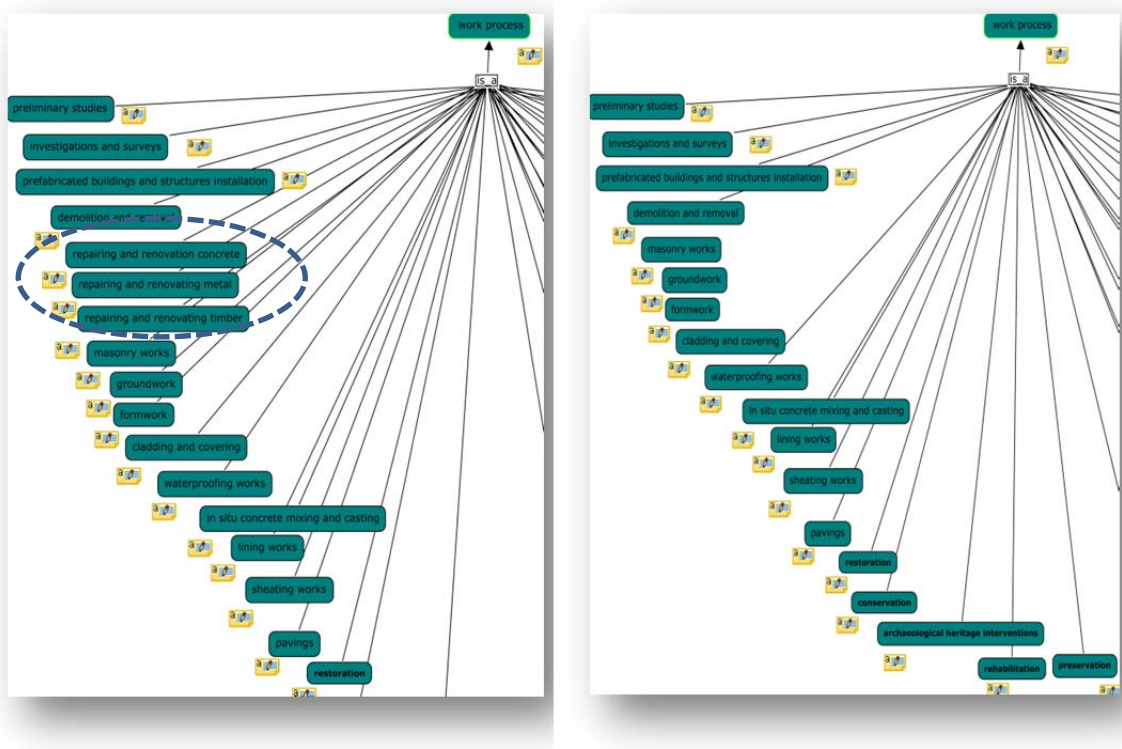 work process
is_a
preliminary studies
investigations and surveys
prefabricated buildings and structures installation
demolition and removal
repairing and renovation concrete
repairing and renovating metal
repairing and renovating timber
masonry works
groundwork
formwork
cladding and covering
waterproofing works
in situ concrete mixing and casting
lining works
sheating works
pavings
restoration
work process
is_a
preliminary studies
investigations and surveys
prefabricated buildings and structures installation
demolition and removal
masonry works
groundwork
formwork
cladding and covering
waterproofing works
in situ concrete mixing and casting
lining works
sheating works
pavings
restoration
conservation
archaeological heritage interventions
rehabilitation
preservation